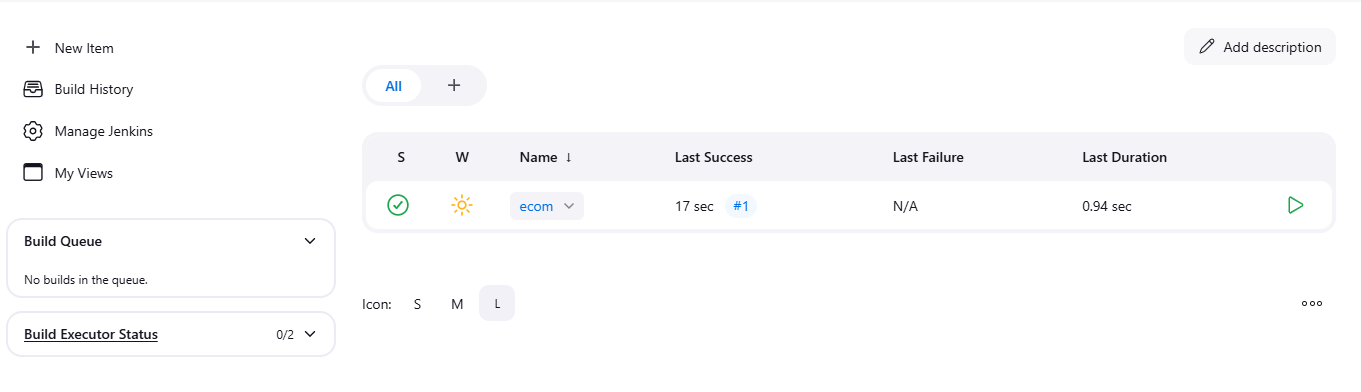 New Item
Build History
Manage Jenkins
My Views
Build Queue
No builds in the queue.
Build Executor Status 0/2
Add description
All +
S W Name ↓ Last Success Last Failure Last Duration
ecom 17 sec #1 N/A 0.94 sec
Icon: S M L